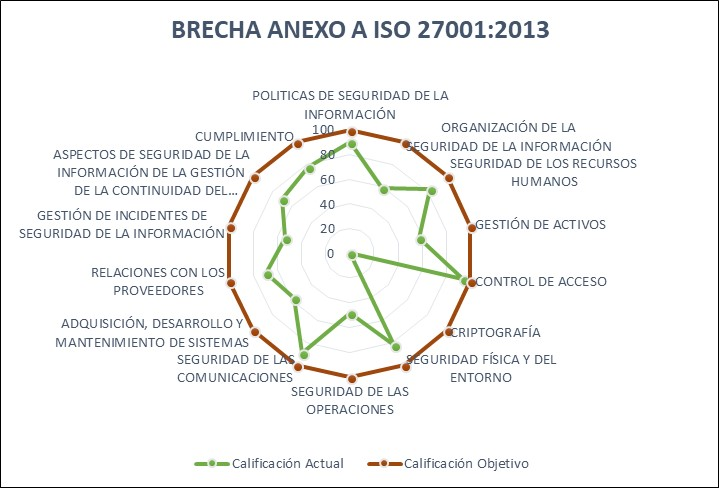 BRECHA ANEXO A ISO 27001:2013
POLITICAS DE SEGURIDAD DE LA
INFORMACIÓN
ORGANIZACIÓN DE LA
SEGURIDAD DE LA INFORMACIÓN
SEGURIDAD DE LOS RECURSOS
HUMANOS
GESTIÓN DE ACTIVOS
CONTROL DE ACCESO
CRIPTOGRAFÍA
SEGURIDAD FÍSICA Y DEL
ENTORNO
SEGURIDAD DE LAS
OPERACIONES
SEGURIDAD DE LAS
COMUNICACIONES
ADQUISICIÓN, DESARROLLO Y
MANTENIMIENTO DE SISTEMAS
RELACIONES CON LOS
PROVEEDORES
GESTIÓN DE INCIDENTES DE
SEGURIDAD DE LA INFORMACIÓN
ASPECTOS DE SEGURIDAD DE LA
INFORMACIÓN DE LA GESTIÓN
DE LA CONTINUIDAD DEL…
CUMPLIMIENTO
100
80
60
40
20
0
Calificación Actual
Calificación Objetivo